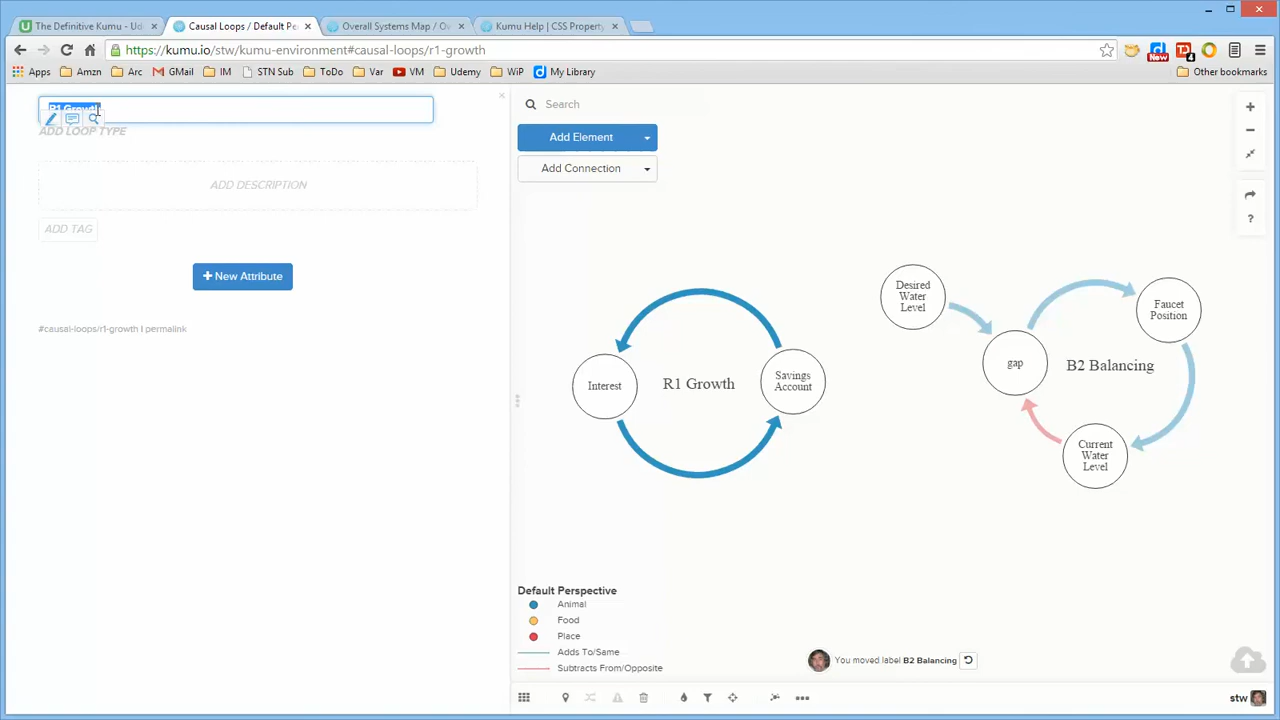 The Definitive Kumu - Ud
Causal Loops / Default Pe
Overall Systems Map / Ov
Kumu Help | CSS Property
https://kumu.io/stw/kumu-environment#causal-loops/r1-growth
New
4
Apps
Amzn
Arc
GMail
IM
STN Sub
ToDo
Var
VM
Udemy
WiP
My Library
Other bookmarks
R1 Growth
ADD LOOP TYPE
ADD DESCRIPTION
ADD TAG
+ New Attribute
#causal-loops/r1-growth | permalink
Search
Add Element
Add Connection
Interest
R1 Growth
Savings
Account
Desired
Water
Level
gap
Faucet
Position
B2 Balancing
Current
Water
Level
Default Perspective
Animal
Food
Place
Adds To/Same
Subtracts From/Opposite
You moved label B2 Balancing
stw